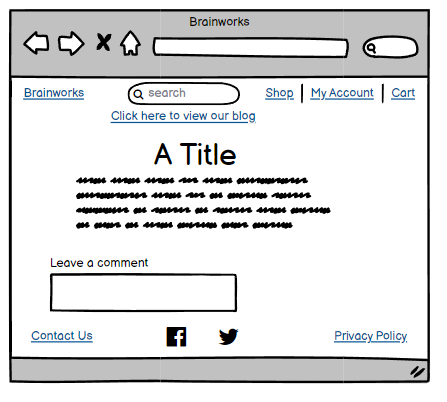 Brainworks
Brainworks search Shop My Account Cart
Click here to view our blog
A Title
Leave a comment
Contact Us Privacy Policy